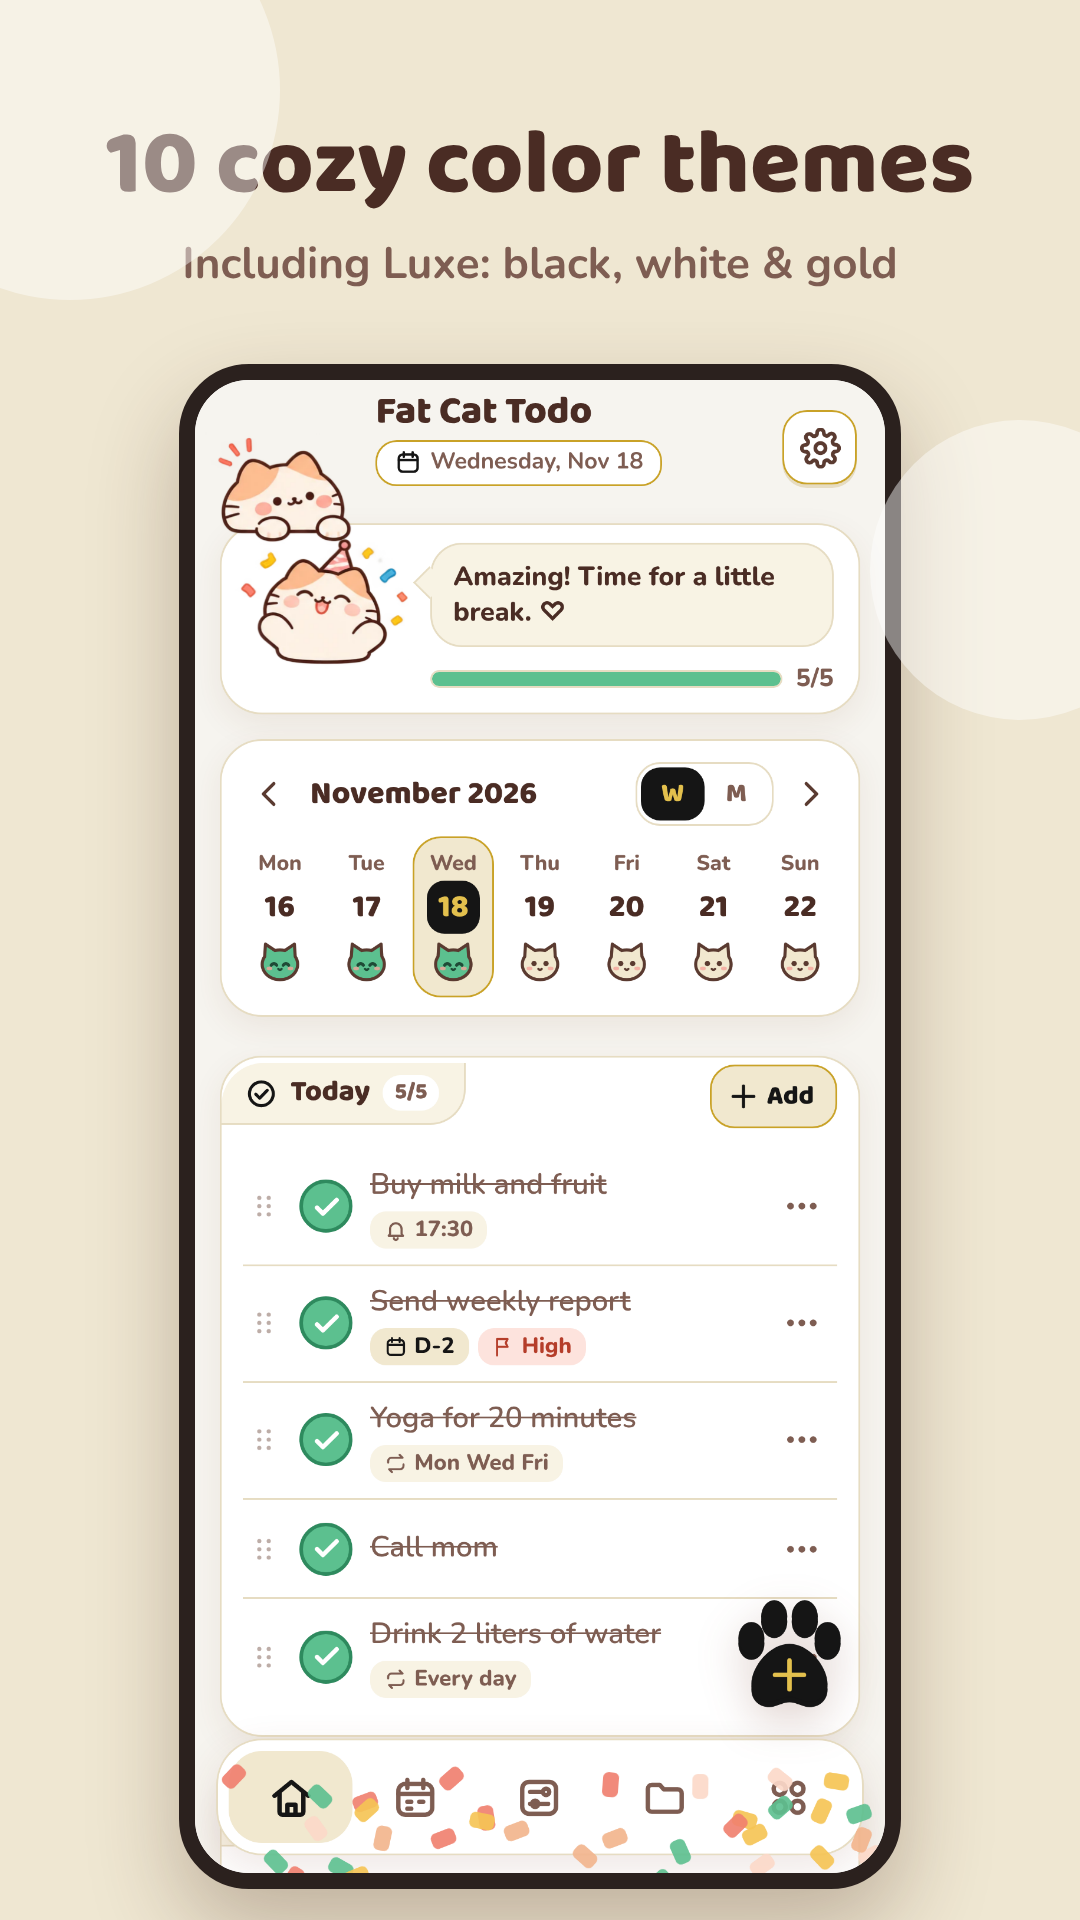 10 cozy color themes
Including Luxe: black, white & gold
Fat Cat Todo
Wednesday, Nov 18
Amazing! Time for a little
break. ♡
5/5
November 2026
W M
Mon Tue Wed Thu Fri Sat Sun
16 17 18 19 20 21 22
Today 5/5
+ Add
Buy milk and fruit
17:30
Send weekly report
D-2 High
Yoga for 20 minutes
Mon Wed Fri
Call mom
Drink 2 liters of water
Every day